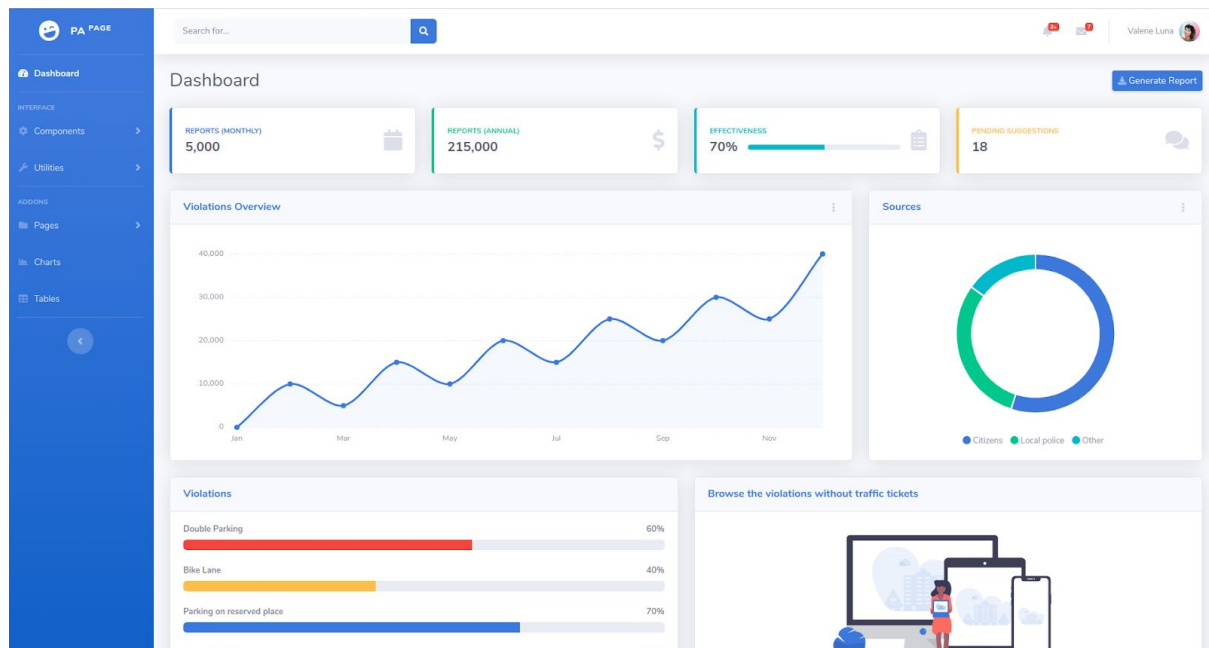 PA PAGE
Search for...
3+
7
Valerie Luna
Dashboard
INTERFACE
Components
Utilities
ADDONS
Pages
Charts
Tables
Dashboard
Generate Report
REPORTS (MONTHLY)
5,000
REPORTS (ANNUAL)
215,000
EFFECTIVENESS
70%
PENDING SUGGESTIONS
18
Violations Overview
40,000
30,000
20,000
10,000
0
Jan Mar May Jul Sep Nov
Sources
Citizens Local police Other
Violations
Double Parking 60%
Bike Lane 40%
Parking on reserved place 70%
Browse the violations without traffic tickets